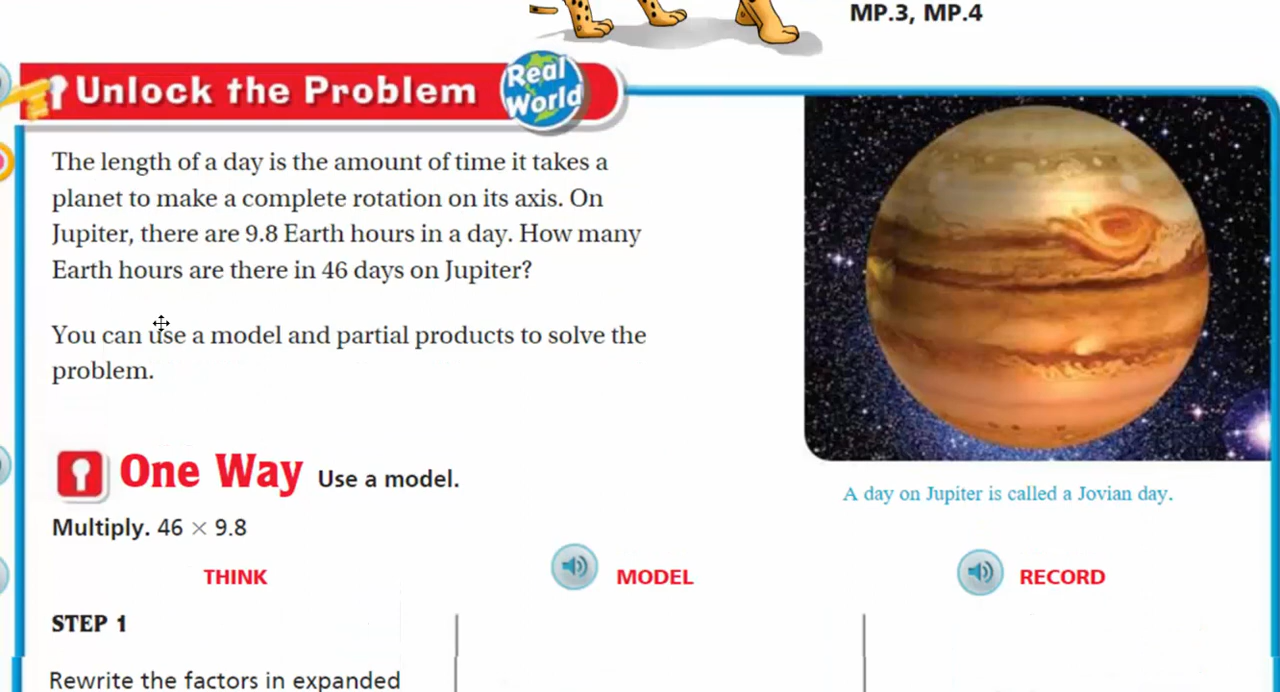 MP.3, MP.4
Unlock the Problem
Real
World
The length of a day is the amount of time it takes a
planet to make a complete rotation on its axis. On
Jupiter, there are 9.8 Earth hours in a day. How many
Earth hours are there in 46 days on Jupiter?
You can use a model and partial products to solve the
problem.
One Way Use a model.
A day on Jupiter is called a Jovian day.
Multiply. 46 × 9.8
THINK
MODEL
RECORD
STEP 1
Rewrite the factors in expanded